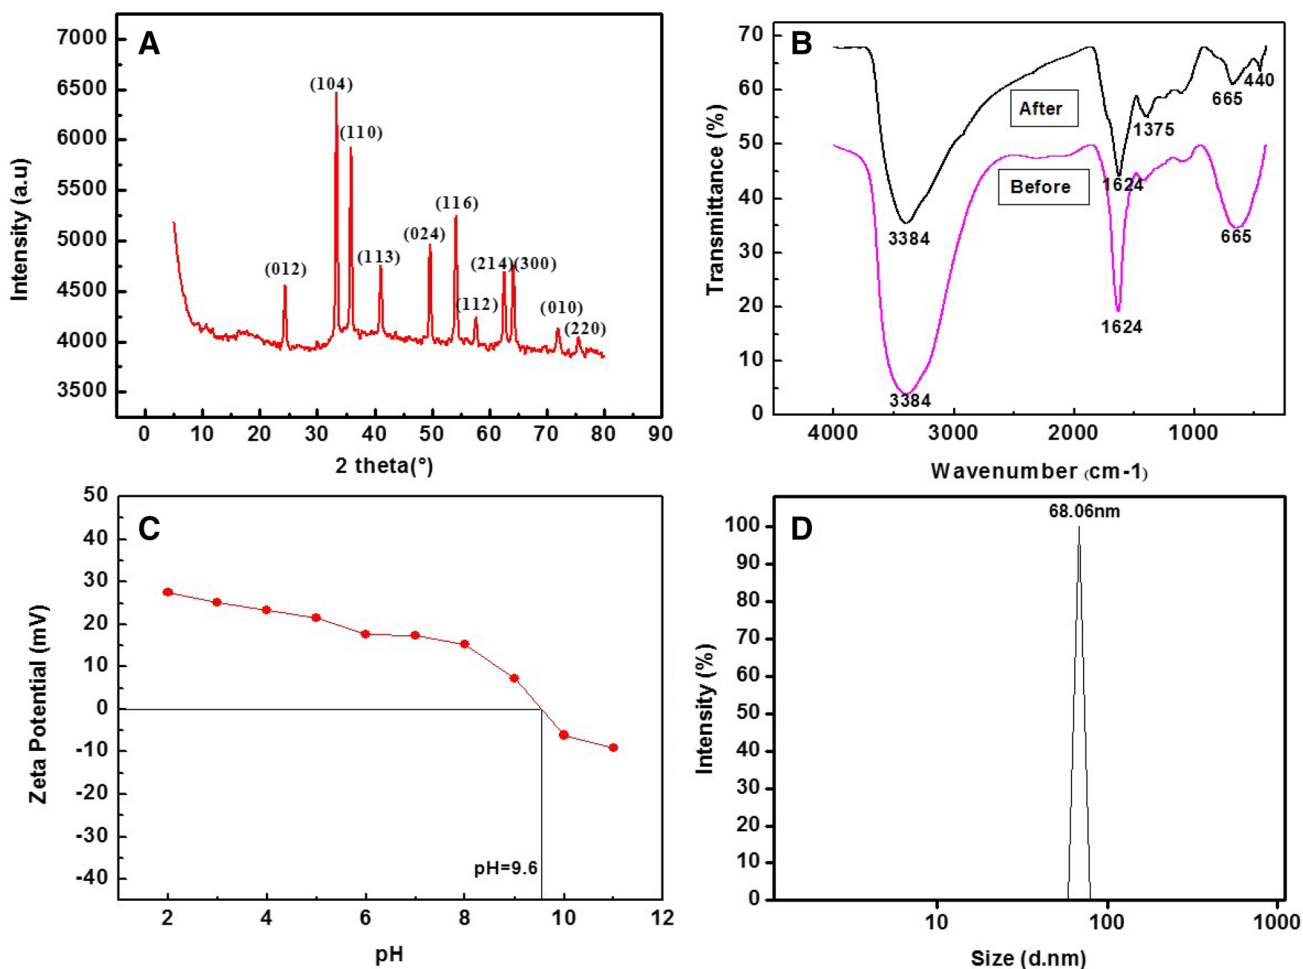 A
7000
6500
6000
5500
5000
4500
4000
3500
Intensity (a.u)
(012)
(104)
(110)
(113)
(024)
(116)
(112)
(214)
(300)
(010)
(220)
0 10 20 30 40 50 60 70 80 90
2 theta(°)
B
70
60
50
40
30
20
10
0
Transmittance (%)
After
Before
3384
1624
1375
665
440
3384
1624
665
4000 3000 2000 1000
Wavenumber (cm-1)
C
50
40
30
20
10
0
-10
-20
-30
-40
Zeta Potential (mV)
pH=9.6
2 4 6 8 10 12
pH
D
68.06nm
100
90
80
70
60
50
40
30
20
10
0
Intensity (%)
10 100 1000
Size (d.nm)